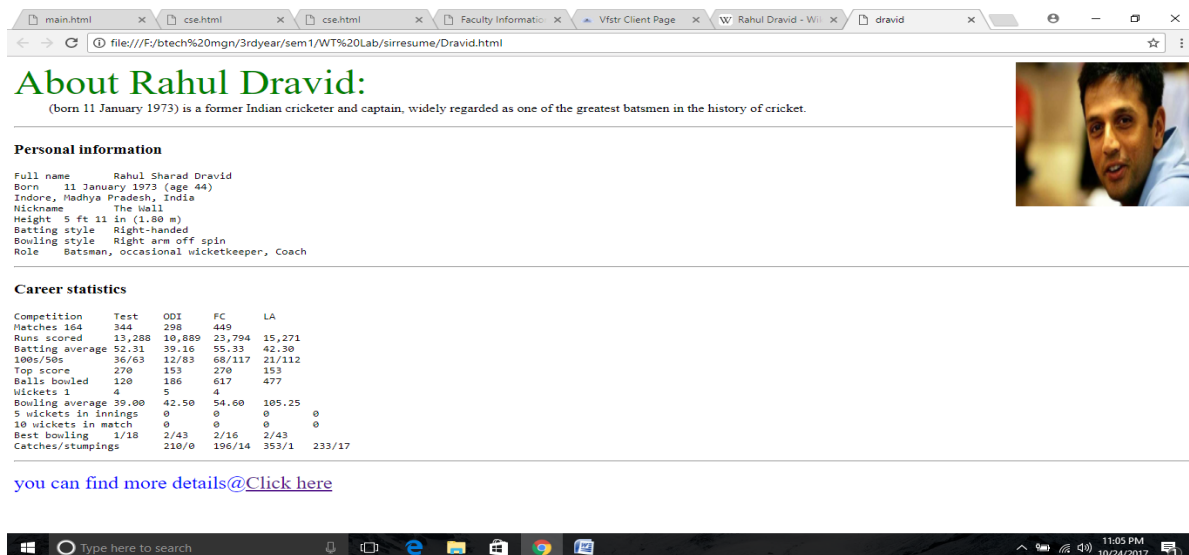 main.html
cse.html
cse.html
Faculty Informatio
Vfstr Client Page
Rahul Dravid - Wi
dravid
file:///F:/btech%20mgn/3rdyear/sem1/WT%20Lab/sirresume/Dravid.html
About Rahul Dravid:
(born 11 January 1973) is a former Indian cricketer and captain, widely regarded as one of the greatest batsmen in the history of cricket.
Personal information
Full name Rahul Sharad Dravid
Born 11 January 1973 (age 44)
Indore, Madhya Pradesh, India
Nickname The Wall
Height 5 ft 11 in (1.80 m)
Batting style Right-handed
Bowling style Right arm off spin
Role Batsman, occasional wicketkeeper, Coach
Career statistics
Competition Test ODI FC LA
Matches 164 344 298 449
Runs scored 13,288 10,889 23,794 15,271
Batting average 52.31 39.16 55.33 42.30
100s/50s 36/63 12/83 68/117 21/112
Top score 270 153 270 153
Balls bowled 120 186 617 477
Wickets 1 4 5 4
Bowling average 39.00 42.50 54.60 105.25
5 wickets in innings 0 0 0 0
10 wickets in match 0 0 0 0
Best bowling 1/18 2/43 2/16 2/43
Catches/stumpings 210/0 196/14 353/1 233/17
you can find more details@Click here
Type here to search
11:05 PM
10/24/2017